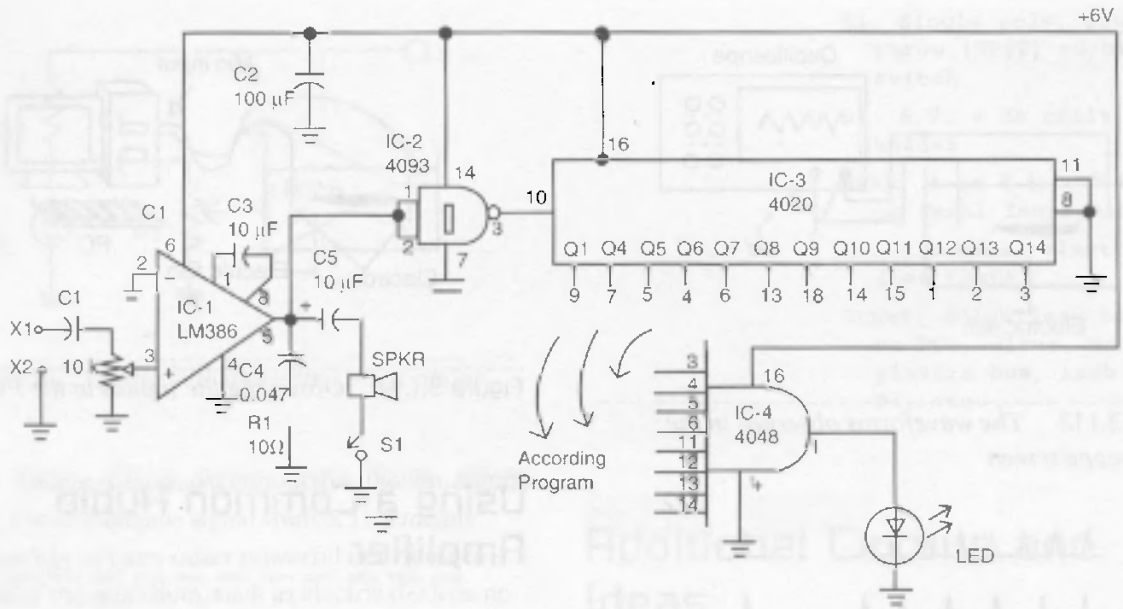 +6V
C2
100 µF
IC-2
4093
14
1
2
3
7
16
10
IC-3
4020
11
8
Q1 Q4 Q5 Q6 Q7 Q8 Q9 Q10 Q11 Q12 Q13 Q14
9 7 5 4 6 13 18 14 15 1 2 3
C1
C3
10 µF
C5
10 µF
6
2
1
8
IC-1
LM386
5
+
X1
C1
X2
10
3
+
4
C4
0.047
R1
10Ω
SPKR
S1
According
Program
3
4
5
6
11
12
13
14
16
IC-4
4048
1
LED
Using a Common Audio
Amplifier
Oscilloscope